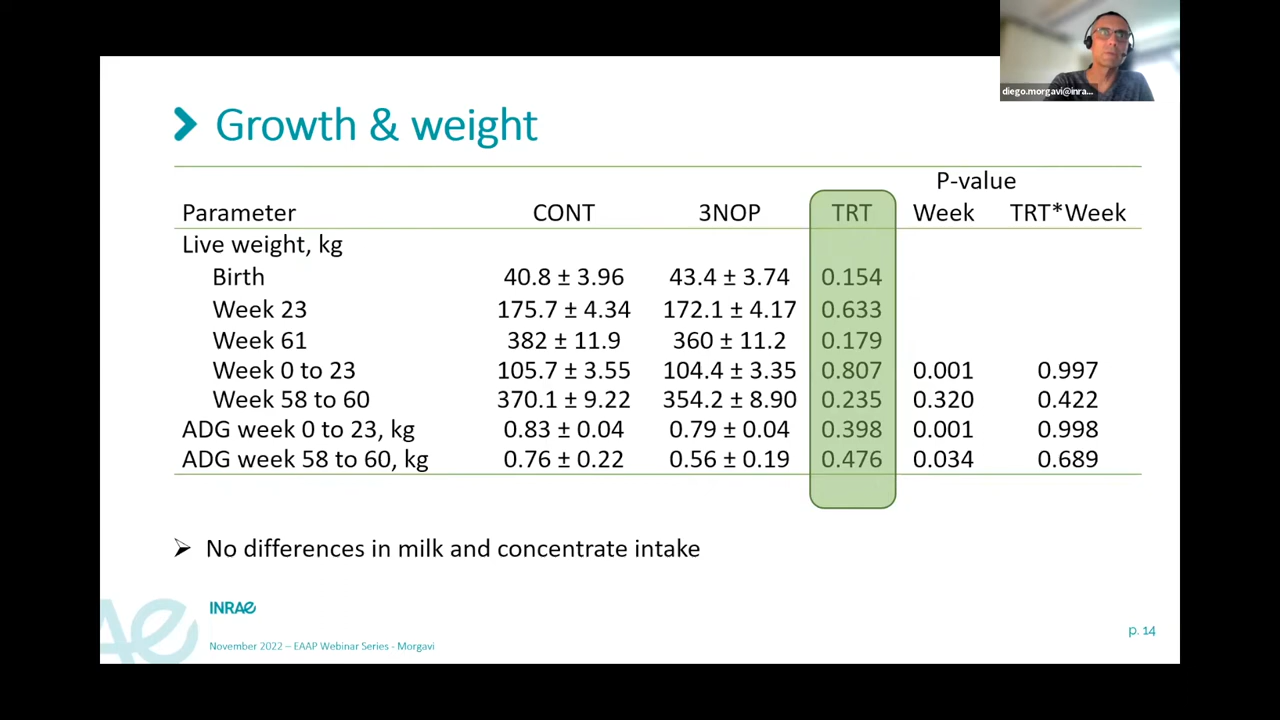 diego.morgavi@inra...
Growth & weight
P-value
Parameter CONT 3NOP TRT Week TRT*Week
Live weight, kg
Birth 40.8 ± 3.96 43.4 ± 3.74 0.154
Week 23 175.7 ± 4.34 172.1 ± 4.17 0.633
Week 61 382 ± 11.9 360 ± 11.2 0.179
Week 0 to 23 105.7 ± 3.55 104.4 ± 3.35 0.807 0.001 0.997
Week 58 to 60 370.1 ± 9.22 354.2 ± 8.90 0.235 0.320 0.422
ADG week 0 to 23, kg 0.83 ± 0.04 0.79 ± 0.04 0.398 0.001 0.998
ADG week 58 to 60, kg 0.76 ± 0.22 0.56 ± 0.19 0.476 0.034 0.689
No differences in milk and concentrate intake
INRAE
November 2022 – EAAP Webinar Series - Morgavi
p. 14